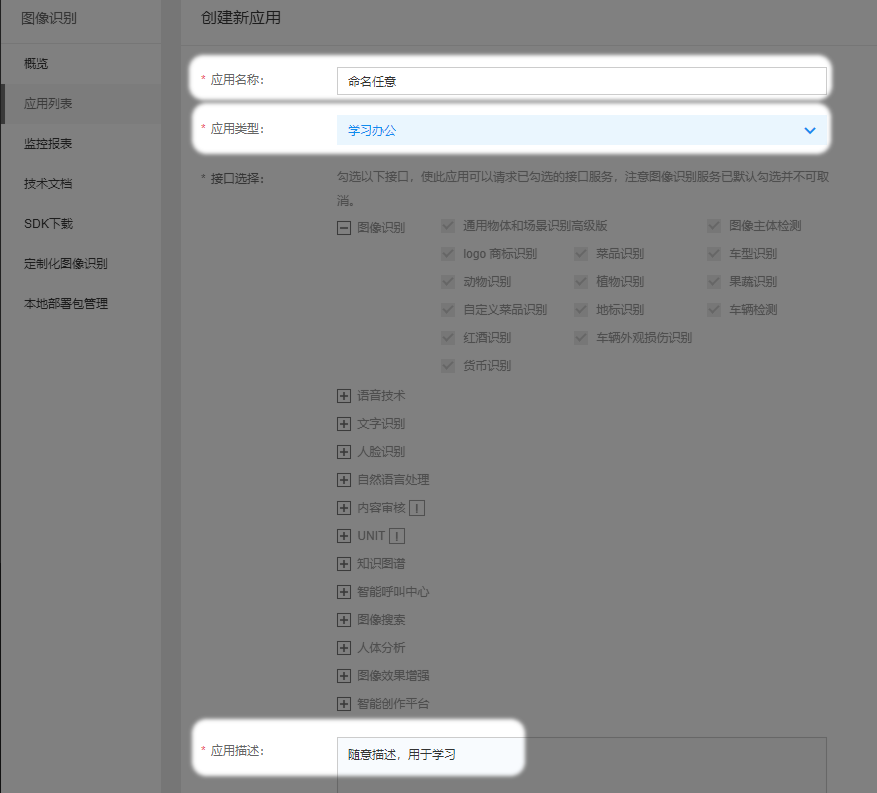 图像识别
概览
应用列表
监控报表
技术文档
SDK下载
定制化图像识别
本地部署包管理
创建新应用
* 应用名称: 命名任意
* 应用类型: 学习办公
* 接口选择: 勾选以下接口，使此应用可以请求已勾选的接口服务，注意图像识别服务已默认勾选并不可取
消。
图像识别 通用物体和场景识别高级版 图像主体检测
logo 商标识别 菜品识别 车型识别
动物识别 植物识别 果蔬识别
自定义菜品识别 地标识别 车辆检测
红酒识别 车辆外观损伤识别
货币识别
语音技术
文字识别
人脸识别
自然语言处理
内容审核 !
UNIT !
知识图谱
智能呼叫中心
图像搜索
人体分析
图像效果增强
智能创作平台
* 应用描述: 随意描述，用于学习